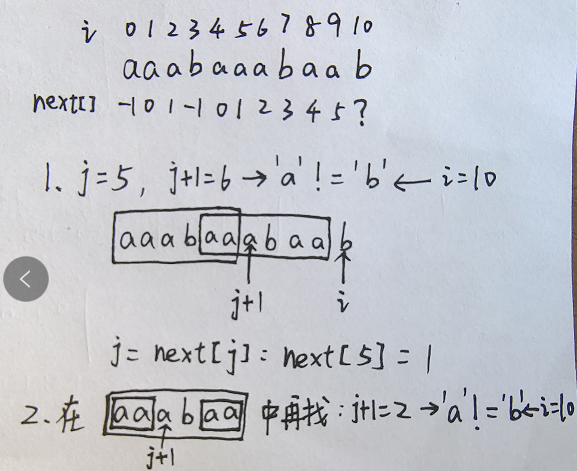 i 0 1 2 3 4 5 6 7 8 9 10
a a a b a a a b a a b
next[] -1 0 1 -1 0 1 2 3 4 5 ?
1、j=5, j+1=6 → 'a' != 'b' ← i=10
a a a b a a a b a a b
j+1 i
j = next[j] = next[5] = 1
2、在 a a a b a a 中再找: j+1=2 → 'a' != 'b' ← i=10
j+1